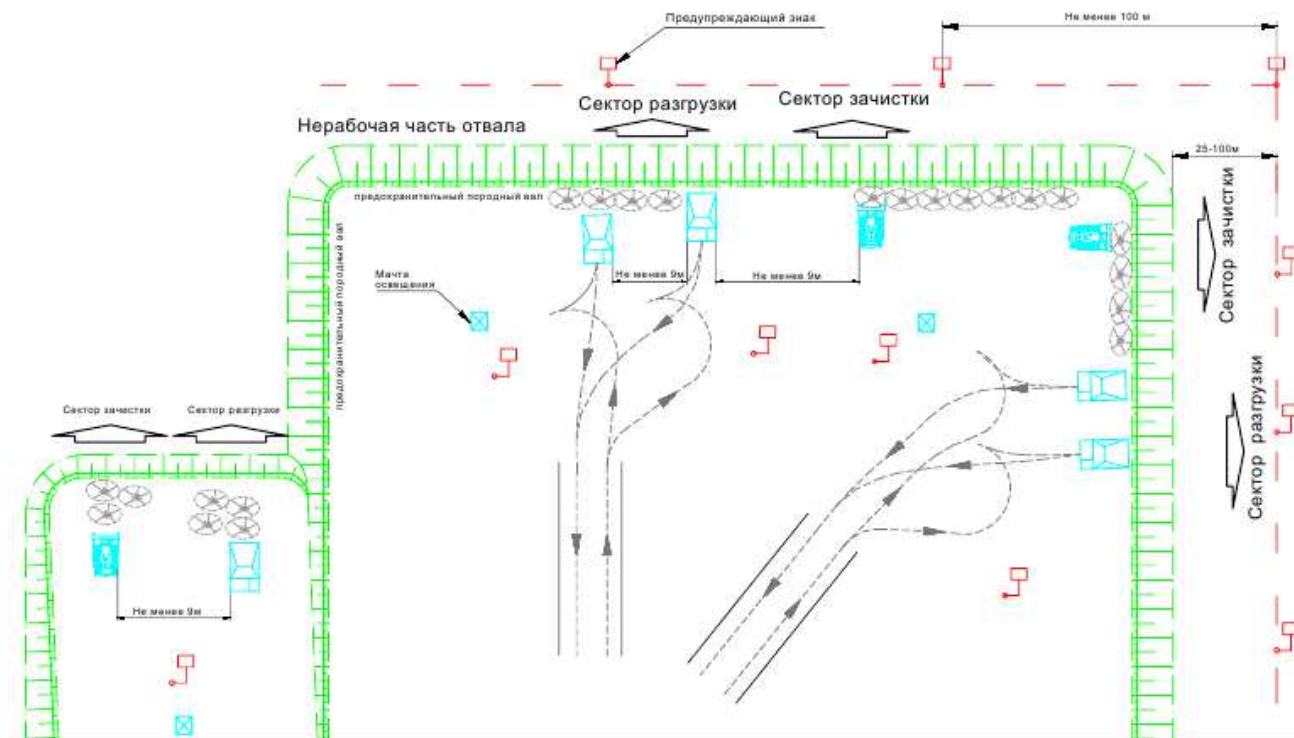 Предупреждающий знак
Не менее 100 м
Сектор разгрузки
Сектор зачистки
Нерабочая часть отвала
25-100м
предохранительный породный вал
предохранительный породный вал
Сектор зачистки
Не менее 9м
Не менее 9м
Мачта
освещения
Сектор разгрузки
Сектор зачистки
Сектор разгрузки
Не менее 9м